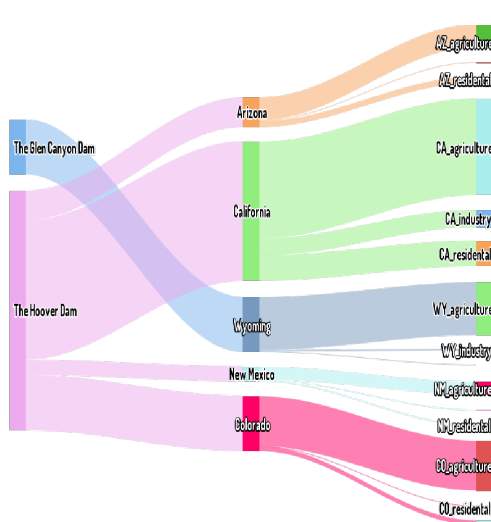 The Glen Canyon Dam
The Hoover Dam
Arizona
California
Wyoming
New Mexico
Colorado
AZ_agriculture
AZ_residental
CA_agriculture
CA_industry
CA_residental
WY_agriculture
WY_industry
NM_agriculture
NM_residental
CO_agriculture
CO_residental